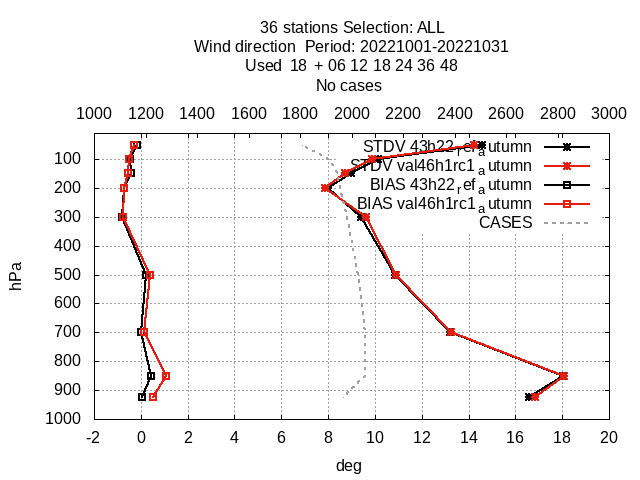 36 stations Selection: ALL
Wind direction  Period: 20221001-20221031
Used  18  + 06 12 18 24 36 48
No cases
1000 1200 1400 1600 1800 2000 2200 2400 2600 2800 3000
STDV 43h22_ref_autumn
STDV val46h1rc1_autumn
BIAS 43h22_ref_autumn
BIAS val46h1rc1_autumn
CASES
100
200
300
400
500
600
700
800
900
1000
hPa
-2 0 2 4 6 8 10 12 14 16 18 20
deg